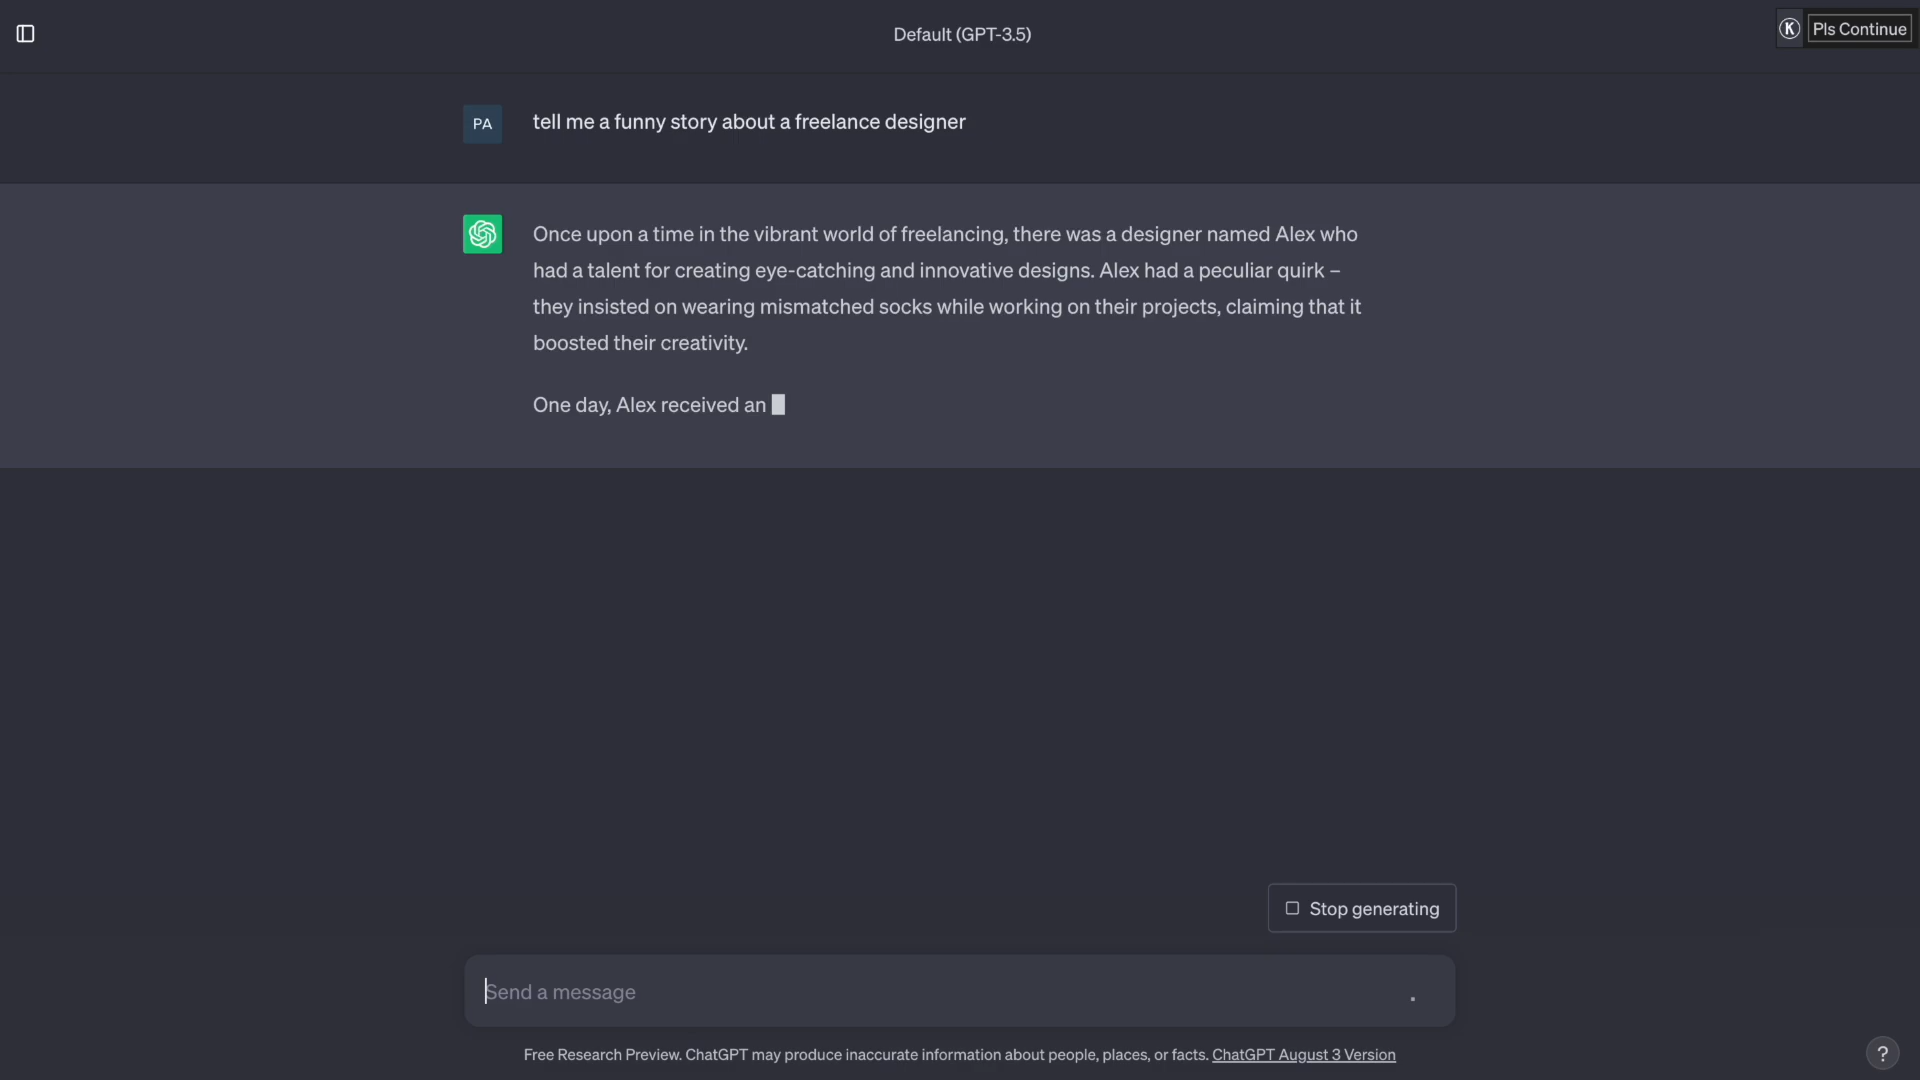 Default (GPT-3.5)
K Pls Continue
PA tell me a funny story about a freelance designer
Once upon a time in the vibrant world of freelancing, there was a designer named Alex who
had a talent for creating eye-catching and innovative designs. Alex had a peculiar quirk –
they insisted on wearing mismatched socks while working on their projects, claiming that it
boosted their creativity.
One day, Alex received an
Stop generating
Send a message
Free Research Preview. ChatGPT may produce inaccurate information about people, places, or facts. ChatGPT August 3 Version
?